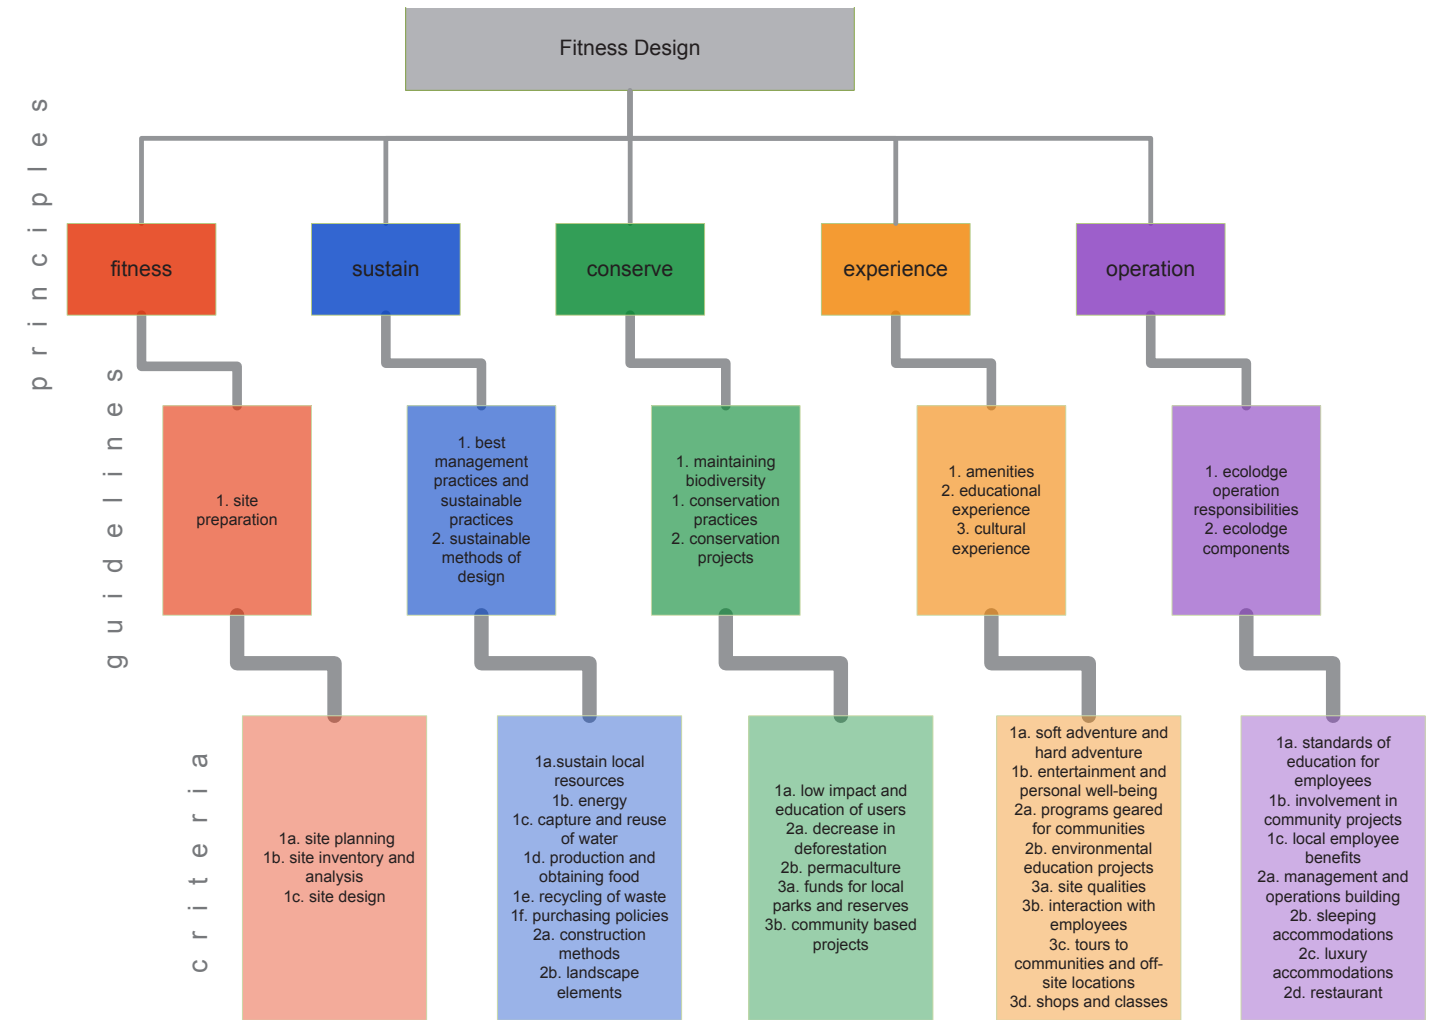 Fitness Design
principles
fitness
sustain
conserve
experience
operation
guidelines
1. site
preparation
1. best
management
practices and
sustainable
practices
2. sustainable
methods of
design
1. maintaining
biodiversity
1. conservation
practices
2. conservation
projects
1. amenities
2. educational
experience
3. cultural
experience
1. ecolodge
operation
responsibilities
2. ecolodge
components
criteria
1a. site planning
1b. site inventory and
analysis
1c. site design
1a.sustain local
resources
1b. energy
1c. capture and reuse
of water
1d. production and
obtaining food
1e. recycling of waste
1f. purchasing policies
2a. construction
methods
2b. landscape
elements
1a. low impact and
education of users
2a. decrease in
deforestation
2b. permaculture
3a. funds for local
parks and reserves
3b. community based
projects
1a. soft adventure and
hard adventure
1b. entertainment and
personal well-being
2a. programs geared
for communities
2b. environmental
education projects
3a. site qualities
3b. interaction with
employees
3c. tours to
communities and off-
site locations
3d. shops and classes
1a. standards of
education for
employees
1b. involvement in
community projects
1c. local employee
benefits
2a. management and
operations building
2b. sleeping
accommodations
2c. luxury
accommodations
2d. restaurant